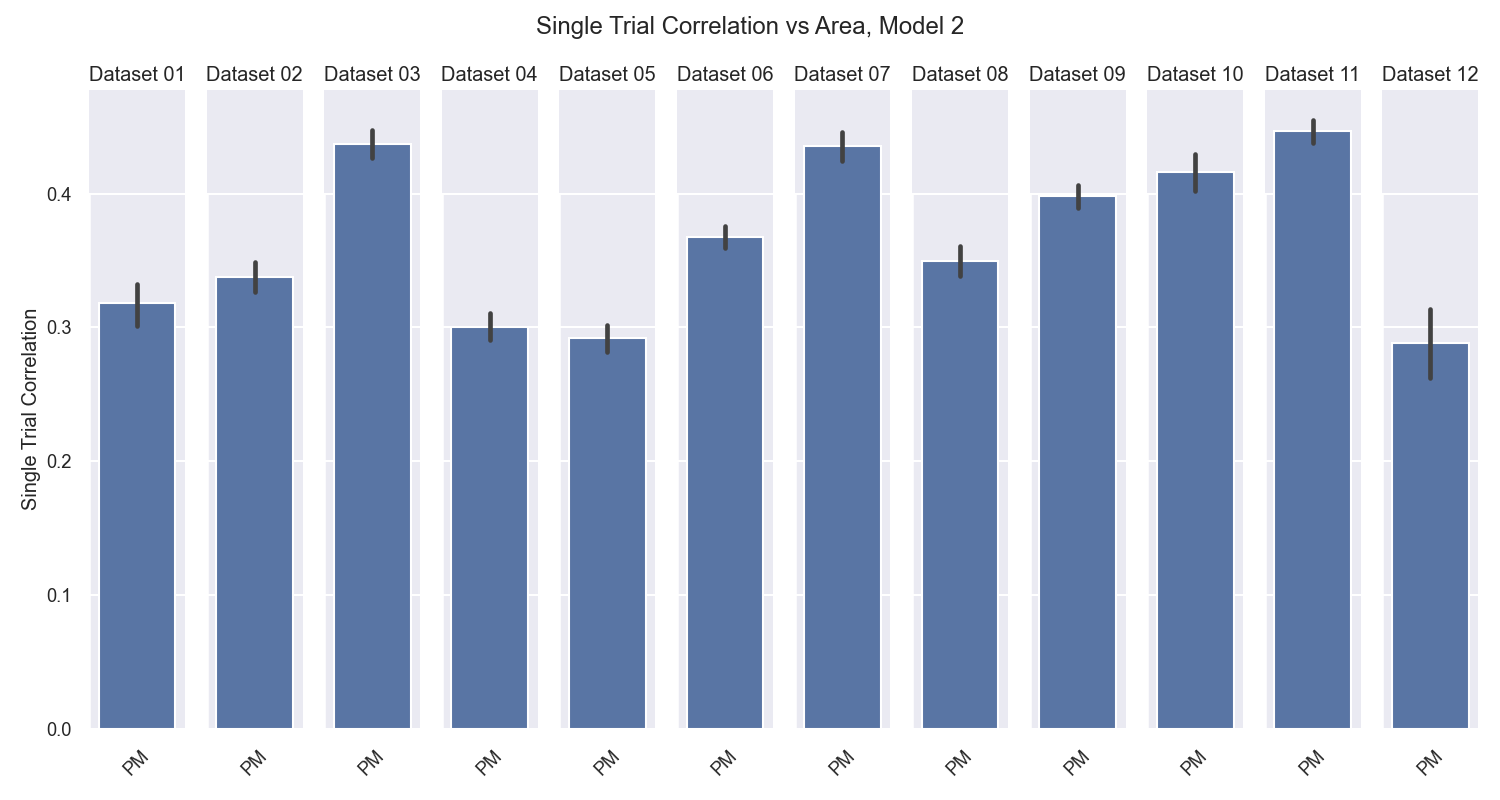 Single Trial Correlation vs Area, Model 2
Dataset 01
Dataset 02
Dataset 03
Dataset 04
Dataset 05
Dataset 06
Dataset 07
Dataset 08
Dataset 09
Dataset 10
Dataset 11
Dataset 12
Single Trial Correlation
0.4
0.3
0.2
0.1
0.0
PM
PM
PM
PM
PM
PM
PM
PM
PM
PM
PM
PM